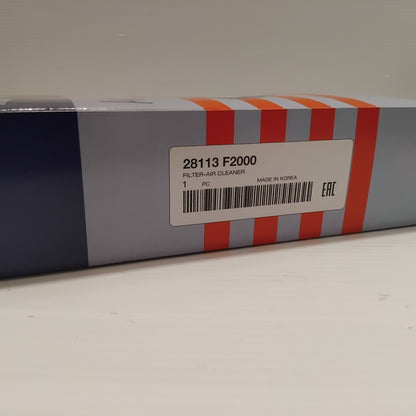 28113 F2000
FILTER-AIR CLEANER
1 PC MADE IN KOREA
EAC